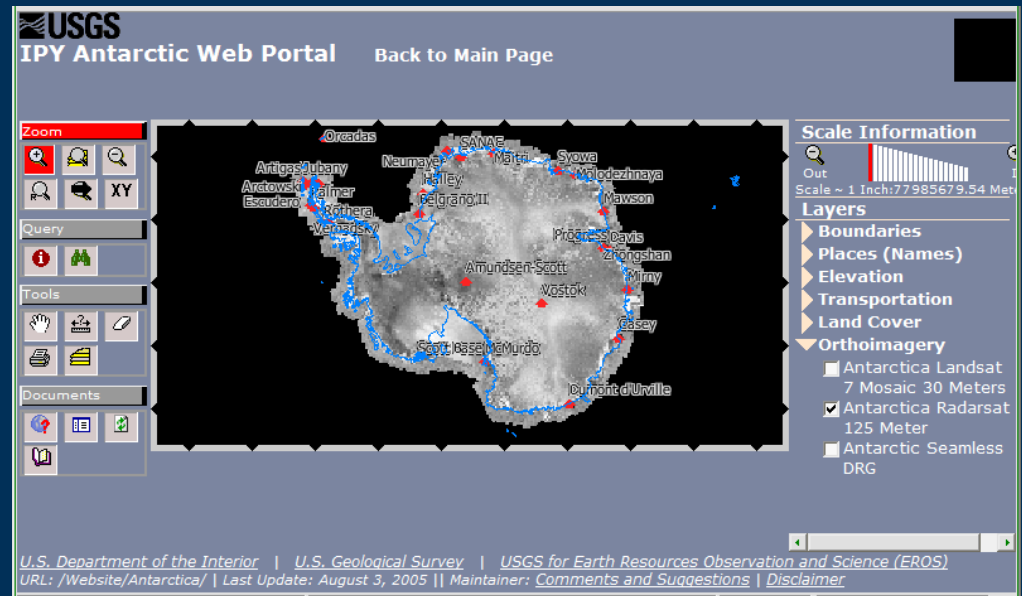 USGS
IPY Antarctic Web Portal Back to Main Page
Zoom
XY
Query
Tools
Documents
Orcadas
SANAE
Neumayer
Maitri
Syowa
Artigas Jubany
Halley
Molodezhnaya
Arctowski
Palmer
Belgrano II
Mawson
Escudero
Rothera
Vernadsky
Progress Davis
Zhongshan
Amundsen-Scott
Mirny
Vostok
Casey
Scott Base McMurdo
Dumont d'Urville
Scale Information
Out
Scale ~ 1 Inch:77985679.54
Layers
Boundaries
Places (Names)
Elevation
Transportation
Land Cover
Orthoimagery
Antarctica Landsat
7 Mosaic 30 Meters
Antarctica Radarsat
125 Meter
Antarctic Seamless
DRG
U.S. Department of the Interior | U.S. Geological Survey | USGS for Earth Resources Observation and Science (EROS)
URL: /Website/Antarctica/ | Last Update: August 3, 2005 || Maintainer: Comments and Suggestions | Disclaimer